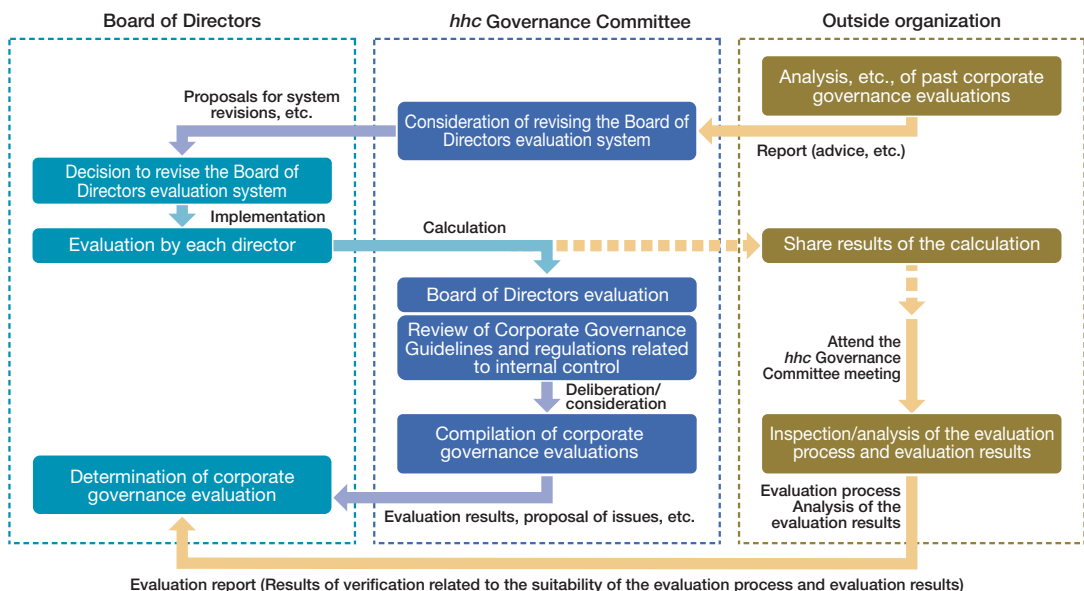 Board of Directors
hhc Governance Committee
Outside organization
Analysis, etc., of past corporate
governance evaluations
Proposals for system
revisions, etc.
Consideration of revising the Board of
Directors evaluation system
Report (advice, etc.)
Decision to revise the Board of
Directors evaluation system
Implementation
Evaluation by each director
Calculation
Share results of the calculation
Board of Directors evaluation
Review of Corporate Governance
Guidelines and regulations related
to internal control
Attend the
hhc Governance
Committee meeting
Deliberation/
consideration
Compilation of corporate
governance evaluations
Inspection/analysis of the evaluation
process and evaluation results
Determination of corporate
governance evaluation
Evaluation results, proposal of issues, etc.
Evaluation process
Analysis of the
evaluation results
Evaluation report (Results of verification related to the suitability of the evaluation process and evaluation results)